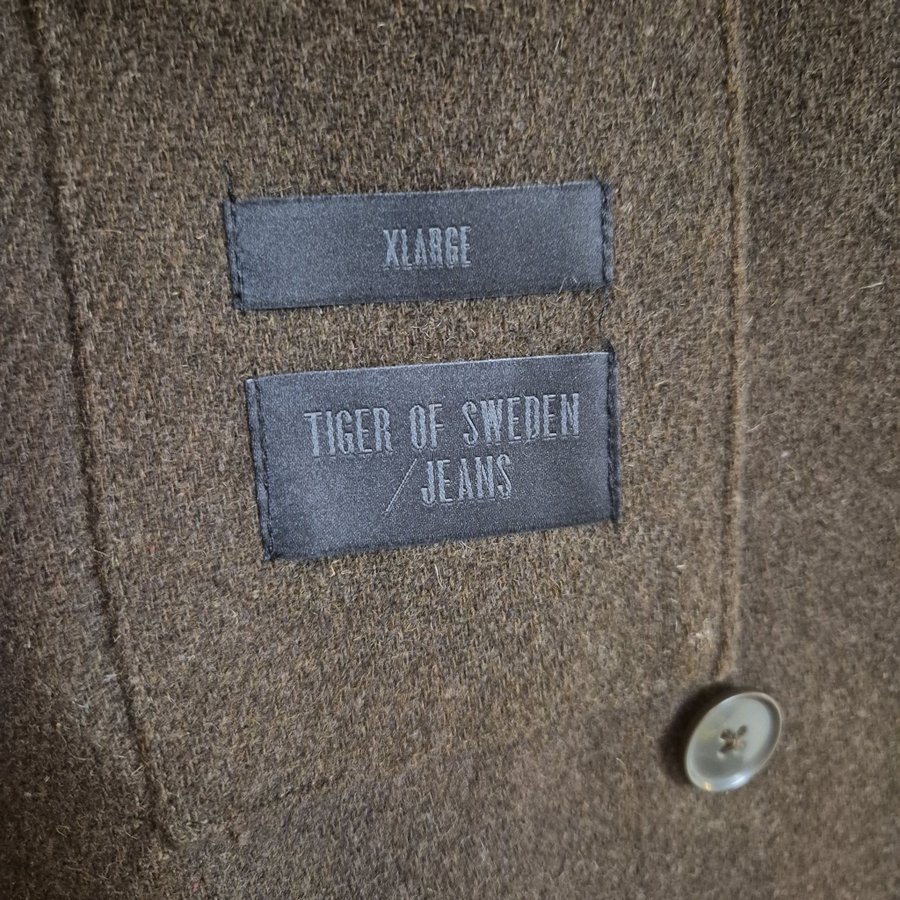 XLARGE
TIGER OF SWEDEN
/JEANS